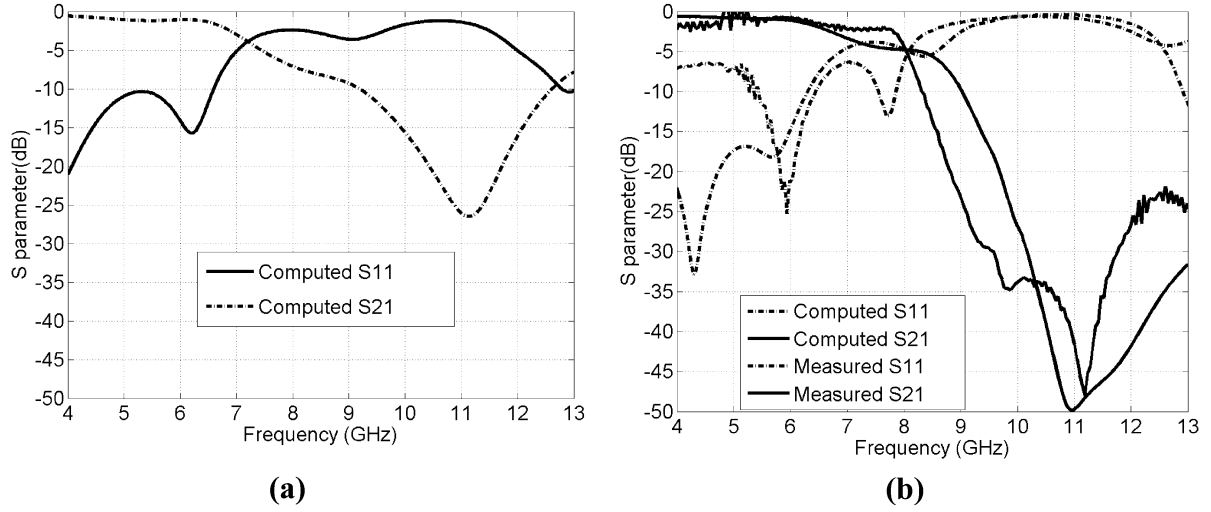 0
-5
-10
-15
-20
-25
-30
-35
-40
-45
-50
S parameter(dB)
Computed S11
Computed S21
4 5 6 7 8 9 10 11 12 13
Frequency (GHz)
(a)
0
-5
-10
-15
-20
-25
-30
-35
-40
-45
-50
S parameter(dB)
Computed S11
Computed S21
Measured S11
Measured S21
4 5 6 7 8 9 10 11 12 13
Frequency (GHz)
(b)